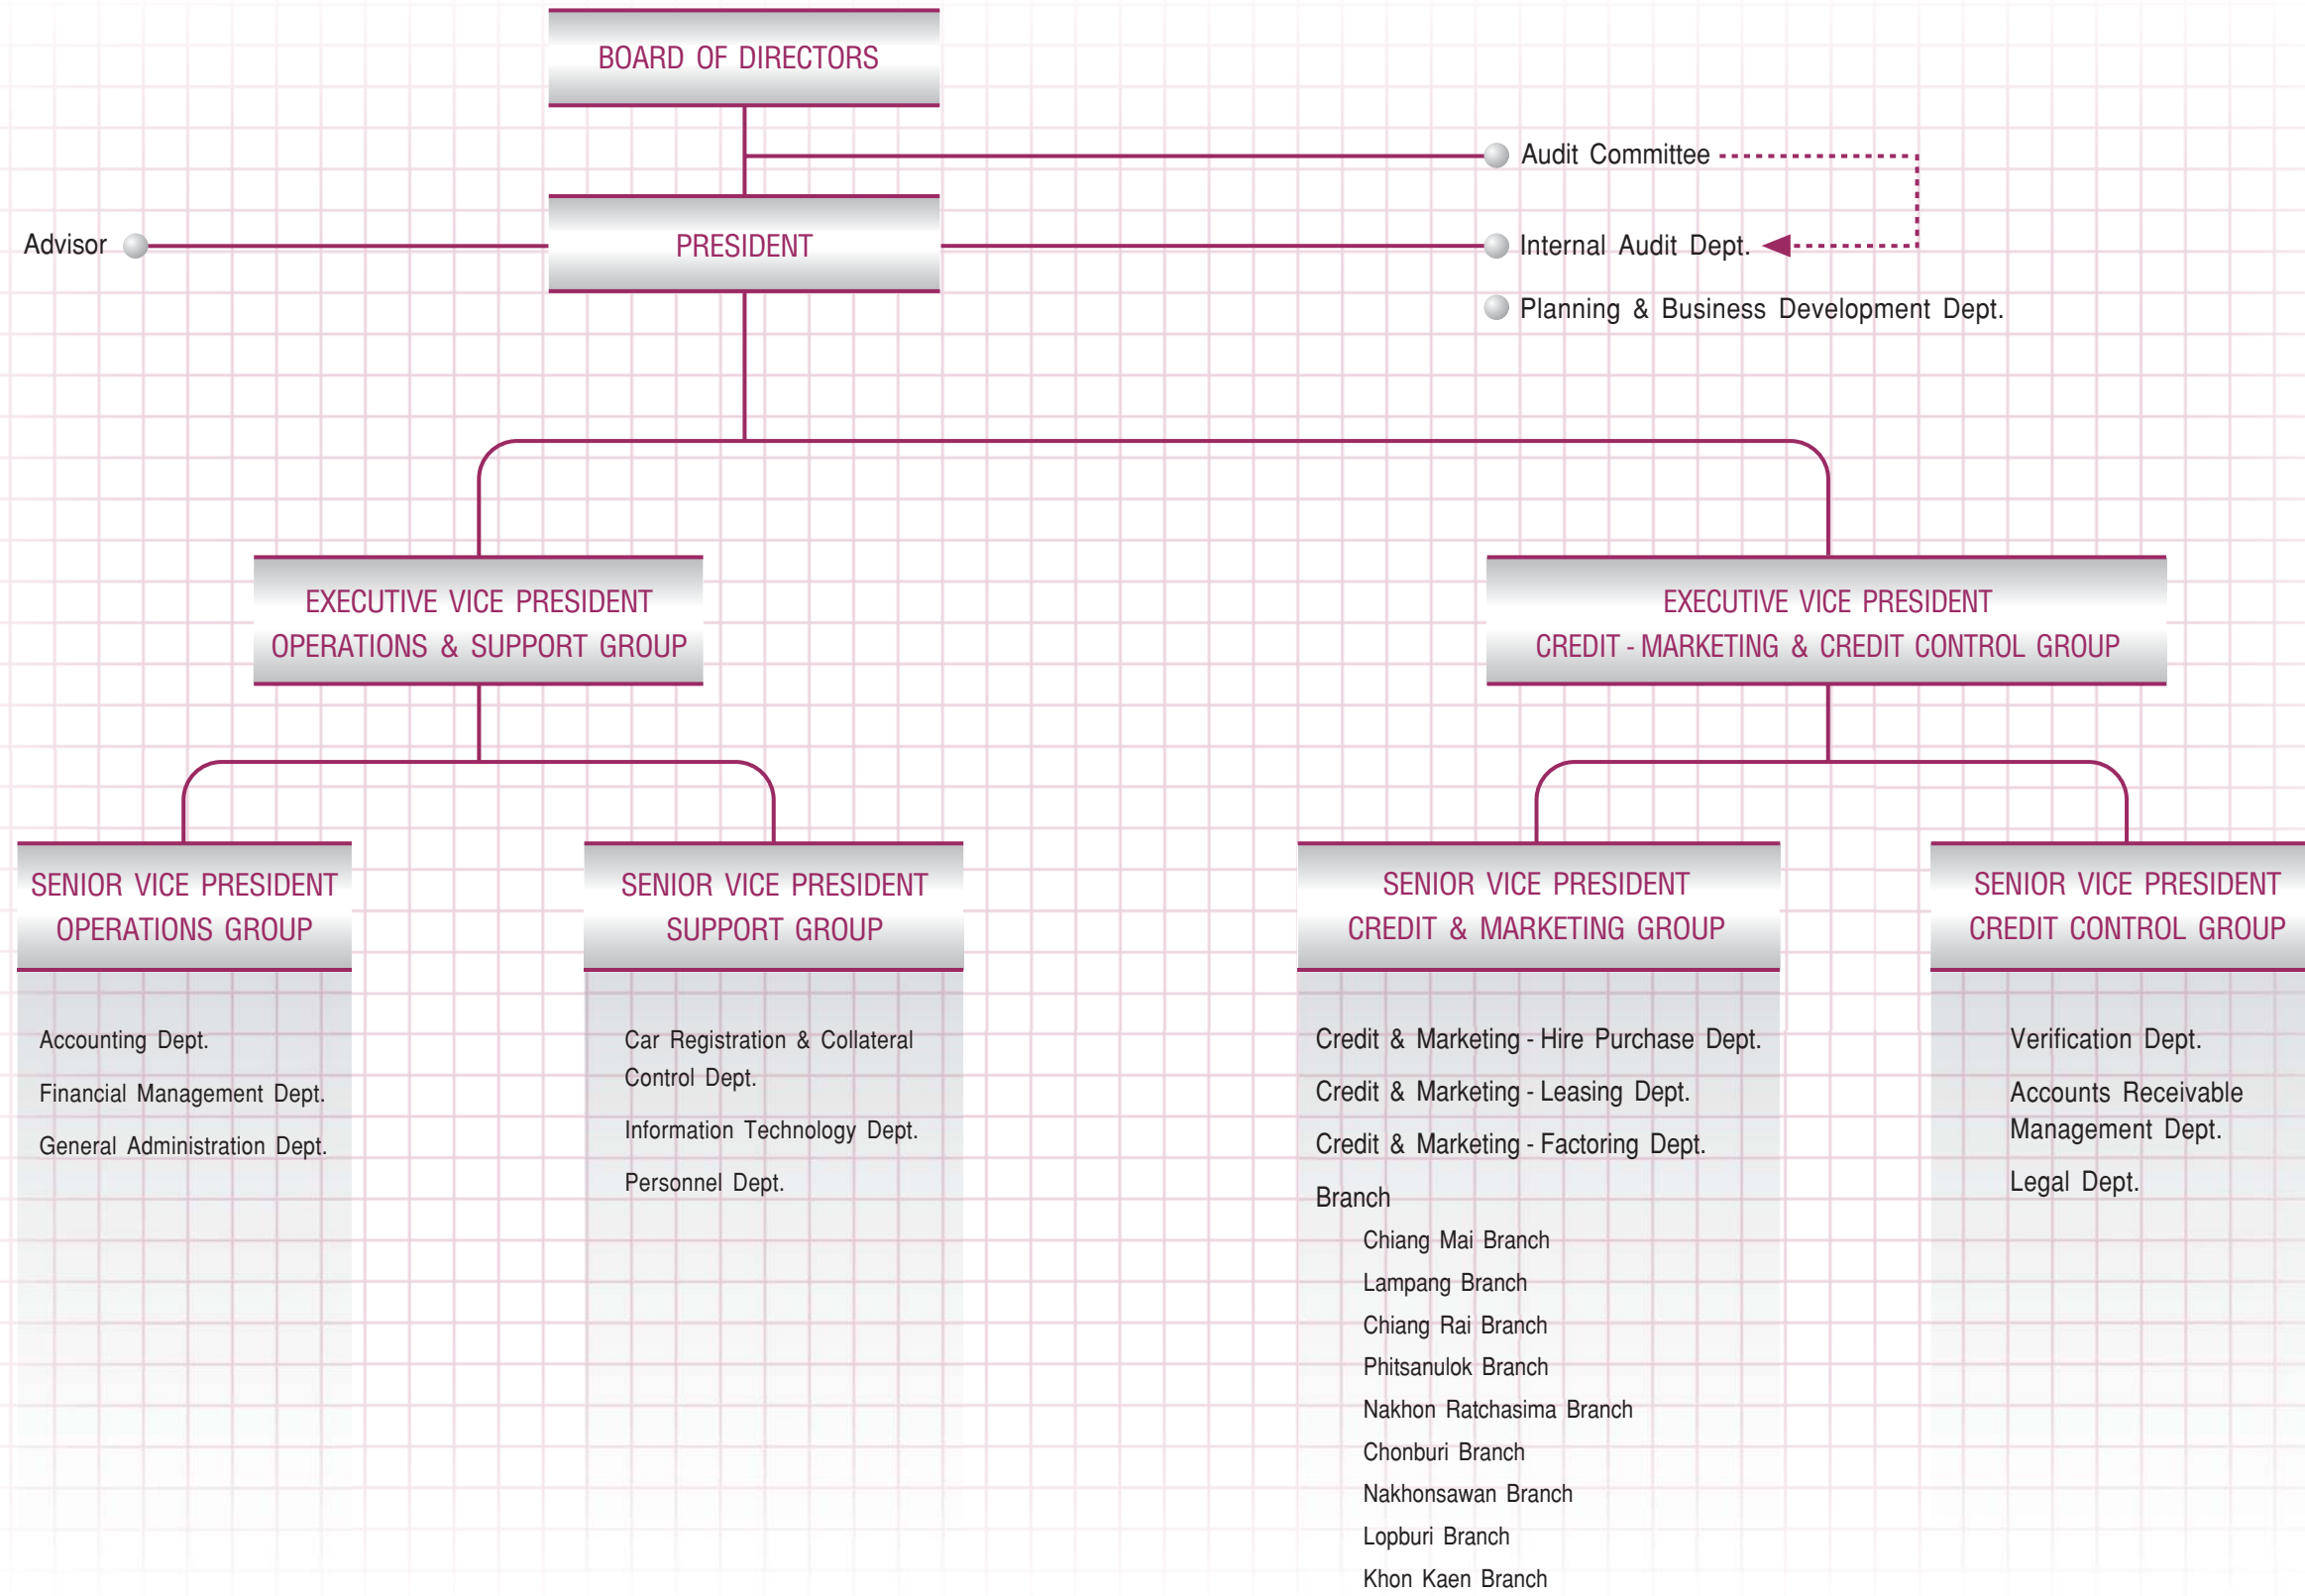 BOARD OF DIRECTORS
Audit Committee
Advisor
PRESIDENT
Internal Audit Dept.
Planning & Business Development Dept.
EXECUTIVE VICE PRESIDENT
OPERATIONS & SUPPORT GROUP
EXECUTIVE VICE PRESIDENT
CREDIT - MARKETING & CREDIT CONTROL GROUP
SENIOR VICE PRESIDENT
OPERATIONS GROUP
Accounting Dept.
Financial Management Dept.
General Administration Dept.
SENIOR VICE PRESIDENT
SUPPORT GROUP
Car Registration & Collateral
Control Dept.
Information Technology Dept.
Personnel Dept.
SENIOR VICE PRESIDENT
CREDIT & MARKETING GROUP
Credit & Marketing - Hire Purchase Dept.
Credit & Marketing - Leasing Dept.
Credit & Marketing - Factoring Dept.
Branch
Chiang Mai Branch
Lampang Branch
Chiang Rai Branch
Phitsanulok Branch
Nakhon Ratchasima Branch
Chonburi Branch
Nakhonsawan Branch
Lopburi Branch
Khon Kaen Branch
SENIOR VICE PRESIDENT
CREDIT CONTROL GROUP
Verification Dept.
Accounts Receivable
Management Dept.
Legal Dept.